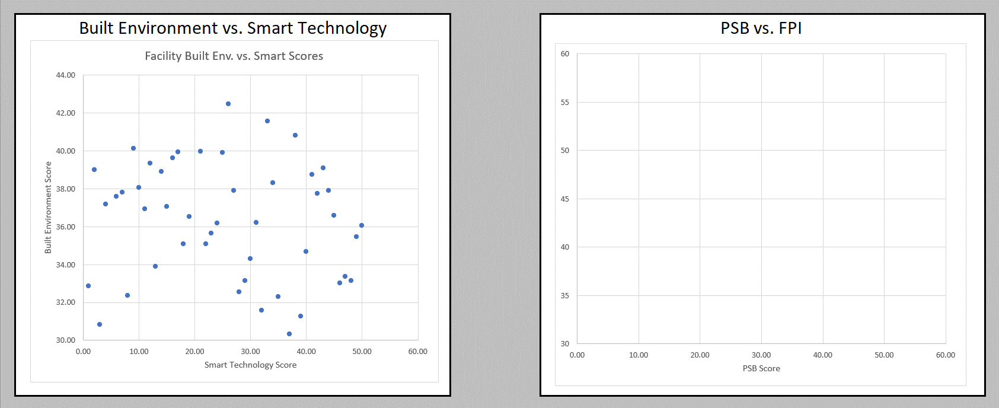 Built Environment vs. Smart Technology
Facility Built Env. vs. Smart Scores
44.00
42.00
40.00
38.00
36.00
34.00
32.00
30.00
Built Environment Score
0.00 10.00 20.00 30.00 40.00 50.00 60.00
Smart Technology Score
PSB vs. FPI
60
55
50
45
40
35
30
0.00 10.00 20.00 30.00 40.00 50.00 60.00
PSB Score